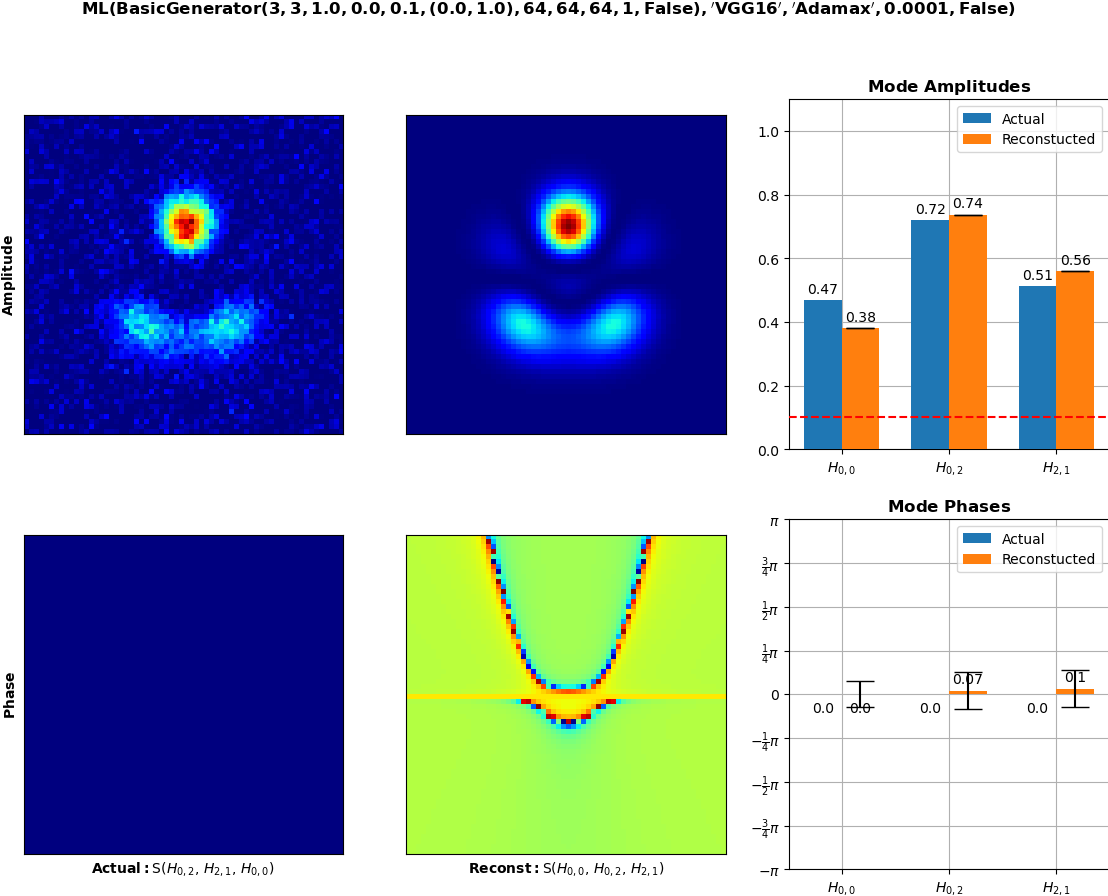 ML(BasicGenerator(3, 3, 1.0, 0.0, 0.1, (0.0, 1.0), 64, 64, 64, 1, False), 'VGG16', 'Adamax', 0.0001, False)
Amplitude
Mode Amplitudes
Actual
Reconstucted
1.0
0.8
0.6
0.4
0.2
0.0
0.47
0.38
0.72
0.74
0.51
0.56
H0,0
H0,2
H2,1
Phase
Actual: S(H0,2, H2,1, H0,0)
Reconst: S(H0,0, H0,2, H2,1)
Mode Phases
Actual
Reconstucted
π
3/4π
1/2π
1/4π
0
−1/4π
−1/2π
−3/4π
−π
0.0
0.0
0.0
0.07
0.0
0.1
H0,0
H0,2
H2,1